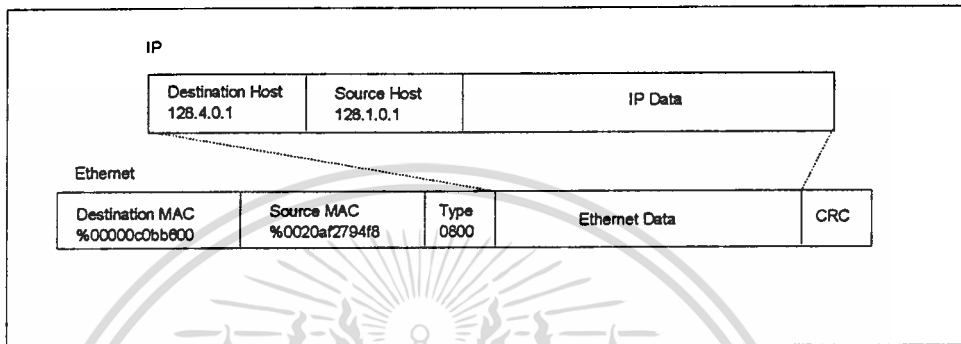 IP
Destination Host
128.4.0.1
Source Host
128.1.0.1
IP Data
Ethernet
Destination MAC
%00000c0bb600
Source MAC
%0020af2794f8
Type
0800
Ethernet Data
CRC